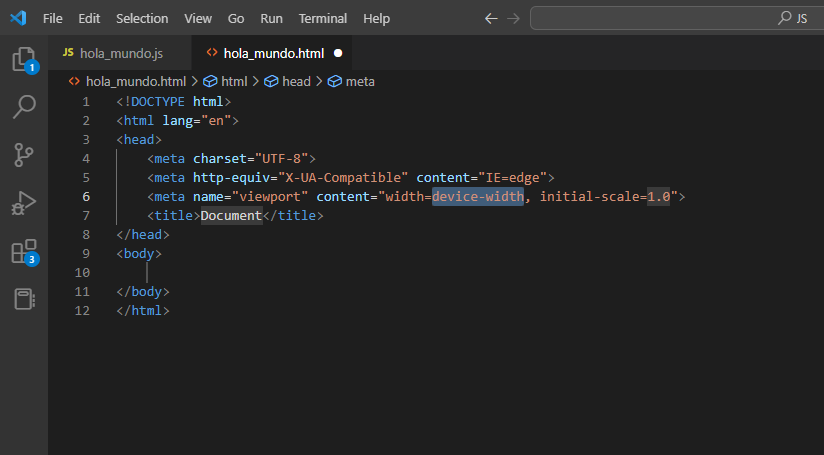 File Edit Selection View Go Run Terminal Help JS
JS hola_mundo.js <> hola_mundo.html
<> hola_mundo.html > html > head > meta
1 <!DOCTYPE html>
2 <html lang="en">
3 <head>
4 <meta charset="UTF-8">
5 <meta http-equiv="X-UA-Compatible" content="IE=edge">
6 <meta name="viewport" content="width=device-width, initial-scale=1.0">
7 <title>Document</title>
8 </head>
9 <body>
10
11 </body>
12 </html>
1
3